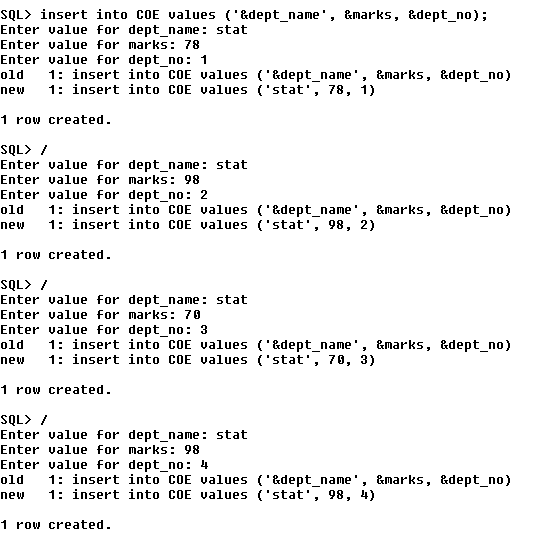 SQL> insert into COE values ('&dept_name', &marks, &dept_no);
Enter value for dept_name: stat
Enter value for marks: 78
Enter value for dept_no: 1
old   1: insert into COE values ('&dept_name', &marks, &dept_no)
new   1: insert into COE values ('stat', 78, 1)
1 row created.
SQL> /
Enter value for dept_name: stat
Enter value for marks: 98
Enter value for dept_no: 2
old   1: insert into COE values ('&dept_name', &marks, &dept_no)
new   1: insert into COE values ('stat', 98, 2)
1 row created.
SQL> /
Enter value for dept_name: stat
Enter value for marks: 70
Enter value for dept_no: 3
old   1: insert into COE values ('&dept_name', &marks, &dept_no)
new   1: insert into COE values ('stat', 70, 3)
1 row created.
SQL> /
Enter value for dept_name: stat
Enter value for marks: 98
Enter value for dept_no: 4
old   1: insert into COE values ('&dept_name', &marks, &dept_no)
new   1: insert into COE values ('stat', 98, 4)
1 row created.